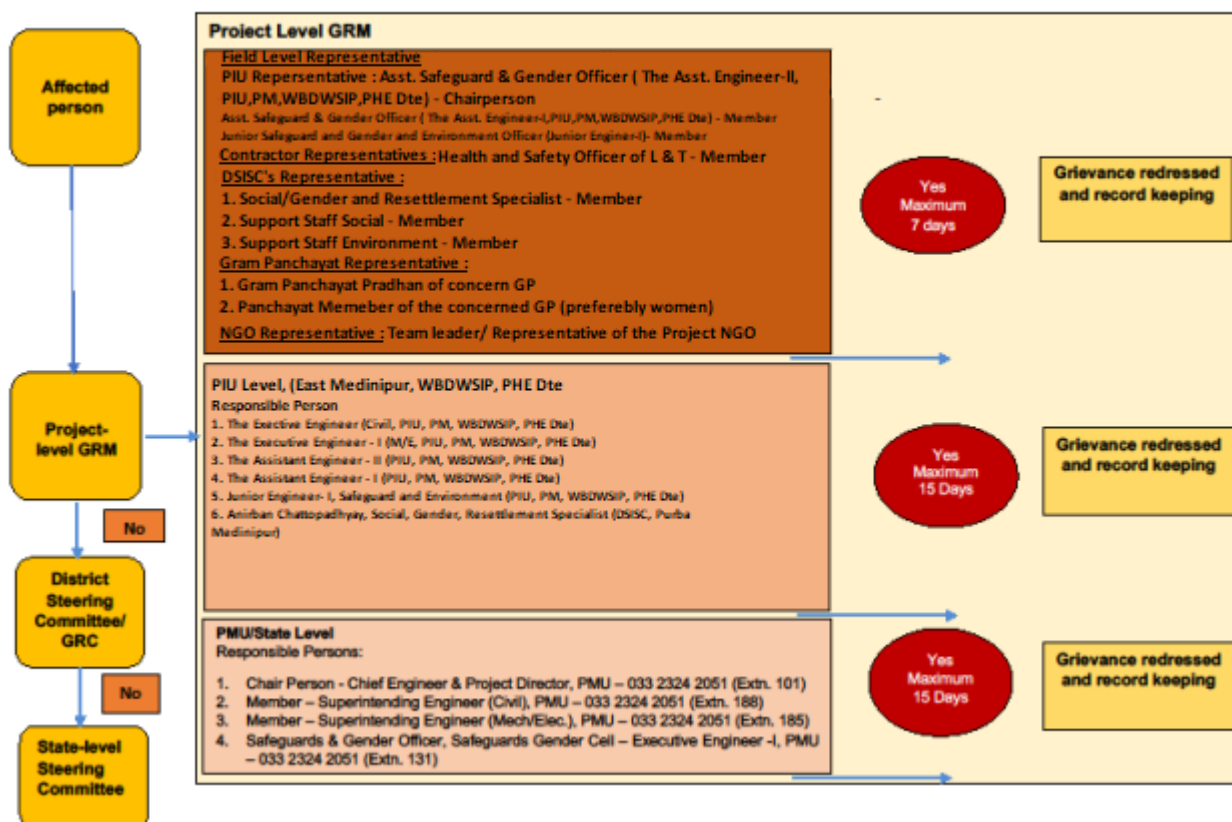 Affected
person
Project-
level GRM
No
District
Steering
Committee/
GRC
No
State-level
Steering
Committee
Project Level GRM
Field Level Representative
PIU Repersentative : Asst. Safeguard & Gender Officer ( The Asst. Engineer-II,
PIU,PM,WBDWSIP,PHE Dte) - Chairperson
Asst. Safeguard & Gender Officer ( The Asst. Engineer-I,PIU,PM,WBDWSIP,PHE Dte) - Member
Junior Safeguard and Gender and Environment Officer (Junior Enginer-I)- Member
Contractor Representatives : Health and Safety Officer of L & T - Member
DSISC's Representative :
1. Social/Gender and Resettlement Specialist - Member
2. Support Staff Social - Member
3. Support Staff Environment - Member
Gram Panchayat Representative :
1. Gram Panchayat Pradhan of concern GP
2. Panchayat Memeber of the concerned GP (preferebly women)
NGO Representative : Team leader/ Representative of the Project NGO
Yes
Maximum
7 days
Grievance redressed
and record keeping
PIU Level, (East Medinipur, WBDWSIP, PHE Dte
Responsible Person
1. The Exective Engineer (Civil, PIU, PM, WBDWSIP, PHE Dte)
2. The Executive Engineer - I (M/E, PIU, PM, WBDWSIP, PHE Dte)
3. The Assistant Engineer - II (PIU, PM, WBDWSIP, PHE Dte)
4. The Assistant Engineer - I (PIU, PM, WBDWSIP, PHE Dte)
5. Junior Engineer- I, Safeguard and Environment (PIU, PM, WBDWSIP, PHE Dte)
6. Anirban Chattopadhyay, Social, Gender, Resettlement Specialist (DSISC, Purba
Medinipur)
Yes
Maximum
15 Days
Grievance redressed
and record keeping
PMU/State Level
Responsible Persons:
1. Chair Person - Chief Engineer & Project Director, PMU – 033 2324 2051 (Extn. 101)
2. Member – Superintending Engineer (Civil), PMU – 033 2324 2051 (Extn. 188)
3. Member – Superintending Engineer (Mech/Elec.), PMU – 033 2324 2051 (Extn. 185)
4. Safeguards & Gender Officer, Safeguards Gender Cell – Executive Engineer -I, PMU
– 033 2324 2051 (Extn. 131)
Yes
Maximum
15 Days
Grievance redressed
and record keeping